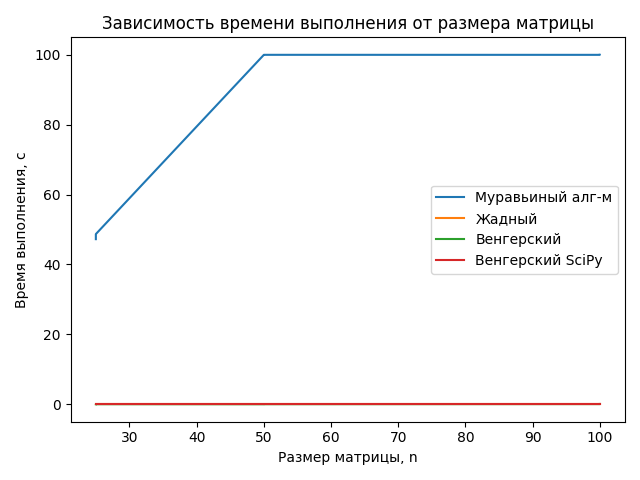 Зависимость времени выполнения от размера матрицы
100
80
60
40
20
0
Время выполнения, с
Муравьиный алг-м
Жадный
Венгерский
Венгерский SciPy
30 40 50 60 70 80 90 100
Размер матрицы, n